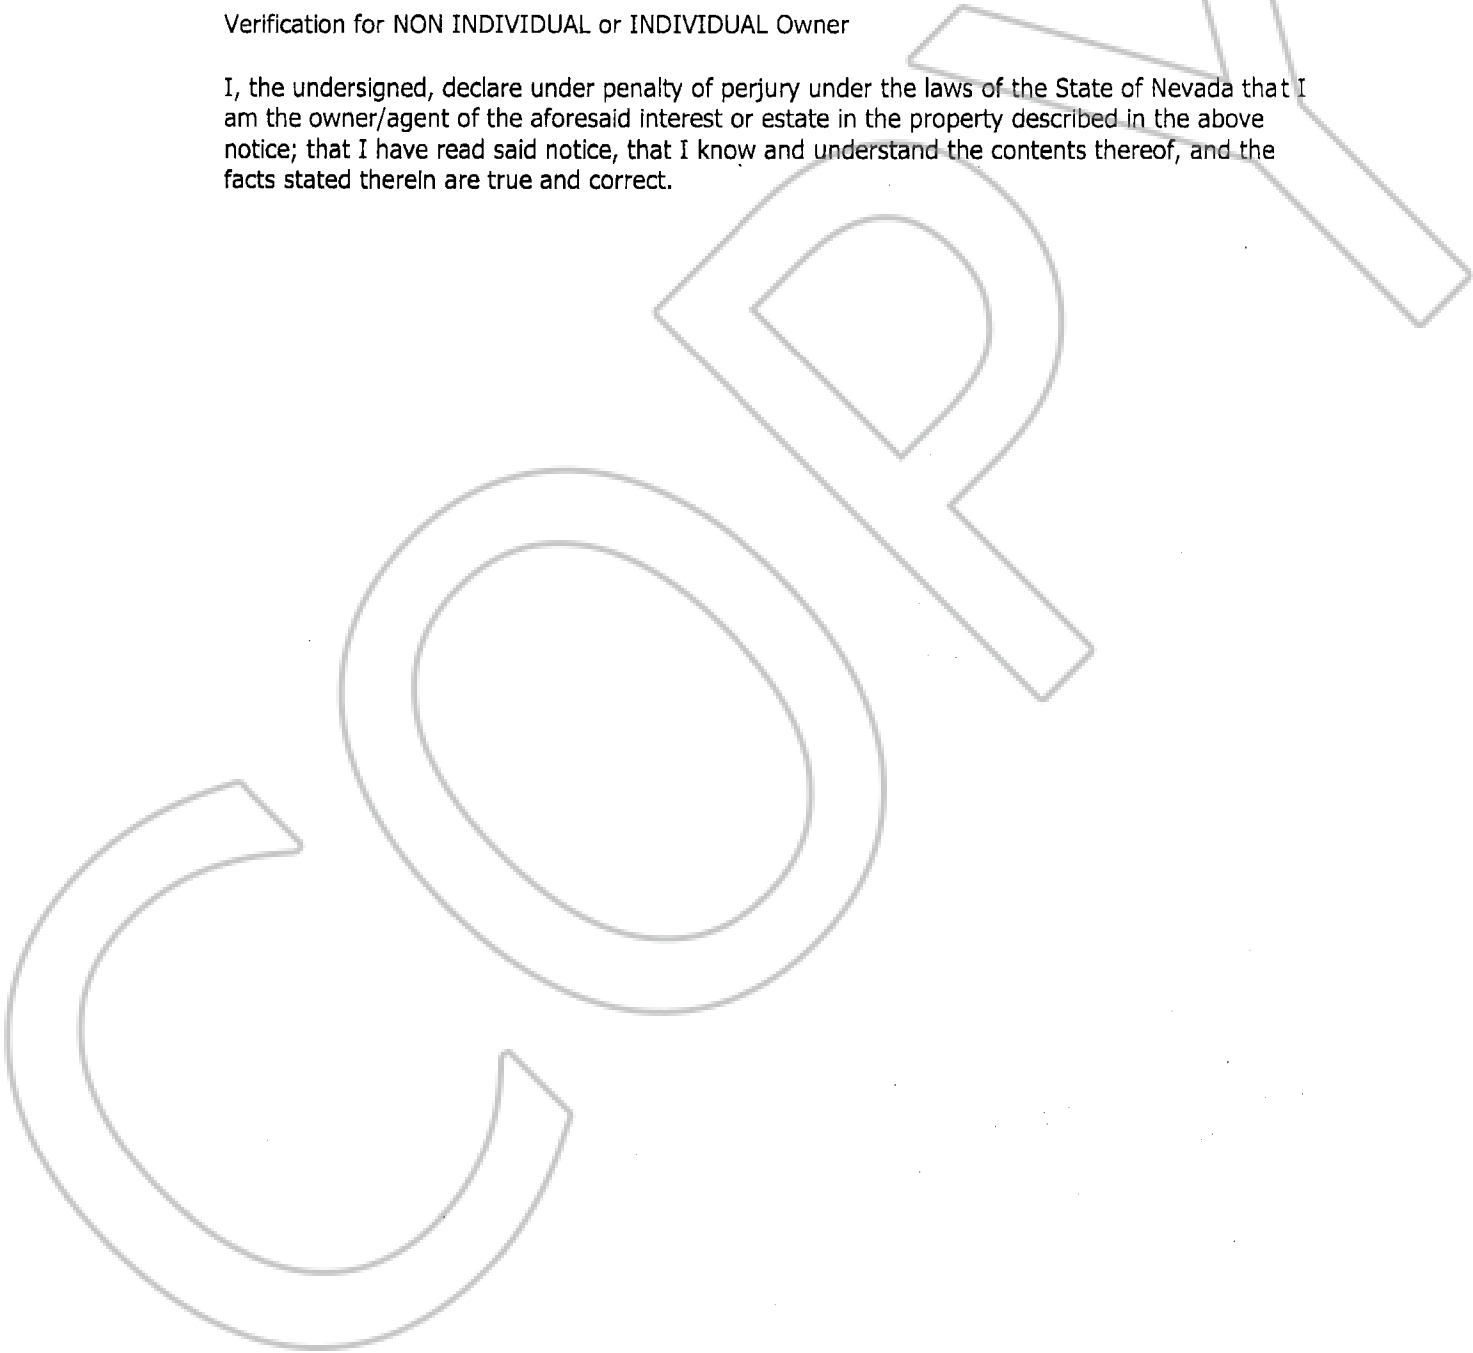 Verification for NON INDIVIDUAL or INDIVIDUAL Owner
I, the undersigned, declare under penalty of perjury under the laws of the State of Nevada that I
am the owner/agent of the aforesaid interest or estate in the property described in the above
notice; that I have read said notice, that I know and understand the contents thereof, and the
facts stated therein are true and correct.
COPY